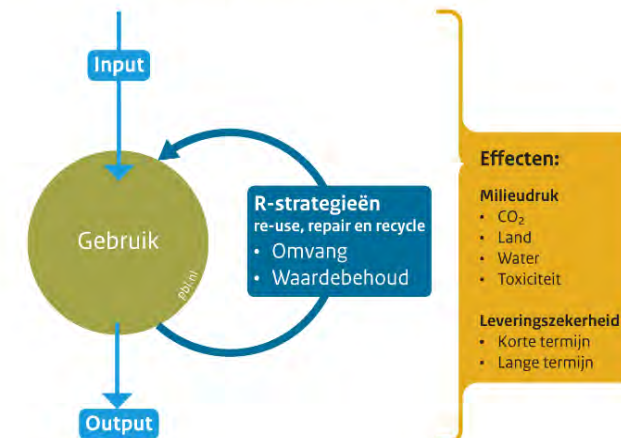 Input
Gebruik
pbl.nl
Output
R-strategieën
re-use, repair en recycle
• Omvang
• Waardebehoud
Effecten:
Milieudruk
• CO₂
• Land
• Water
• Toxiciteit
Leveringszekerheid
• Korte termijn
• Lange termijn